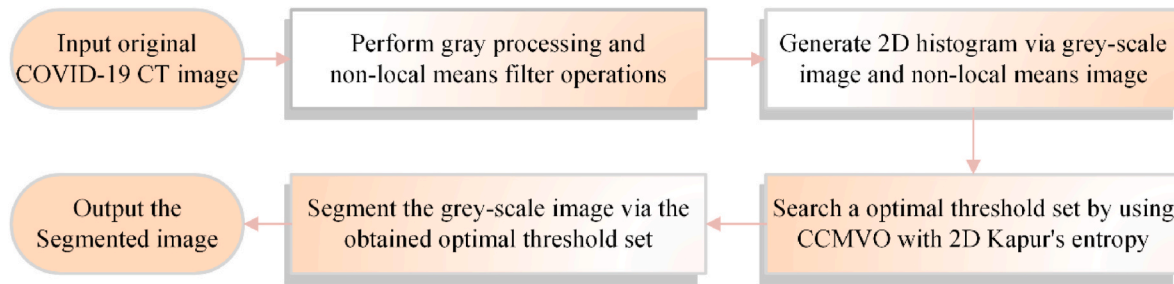 Input original
COVID-19 CT image
Perform gray processing and
non-local means filter operations
Generate 2D histogram via grey-scale
image and non-local means image
Search a optimal threshold set by using
CCMVO with 2D Kapur's entropy
Segment the grey-scale image via the
obtained optimal threshold set
Output the
Segmented image